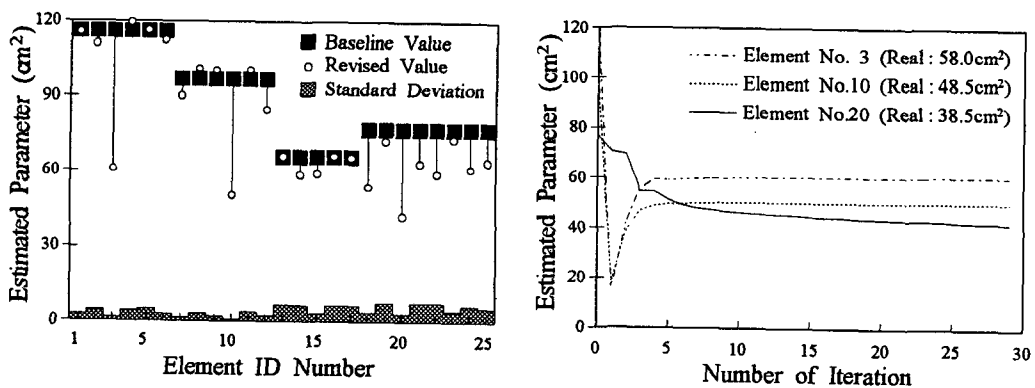 120
90
60
30
0
Estimated Parameter (cm²)
Baseline Value
Revised Value
Standard Deviation
1 5 10 15 20 25
Element ID Number
120
100
80
60
40
20
0
Estimated Parameter (cm²)
Element No. 3 (Real : 58.0cm²)
Element No.10 (Real : 48.5cm²)
Element No.20 (Real : 38.5cm²)
0 5 10 15 20 25 30
Number of Iteration